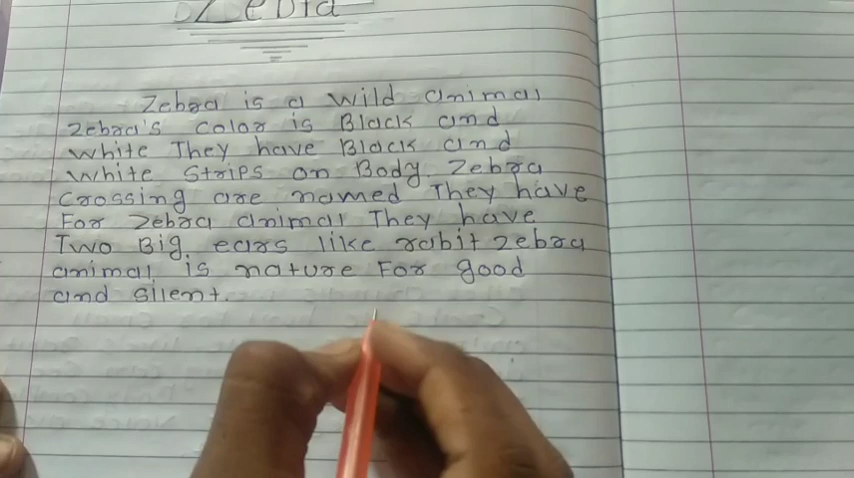 Zebra
Zebra is a wild animal
Zebra's color is Black and
White They have Black and
White Strips on Body. Zebra
Crossing are named They have
For Zebra animal They have
Two Big. ears like rabit zebra
animal is nature For good
and silent.